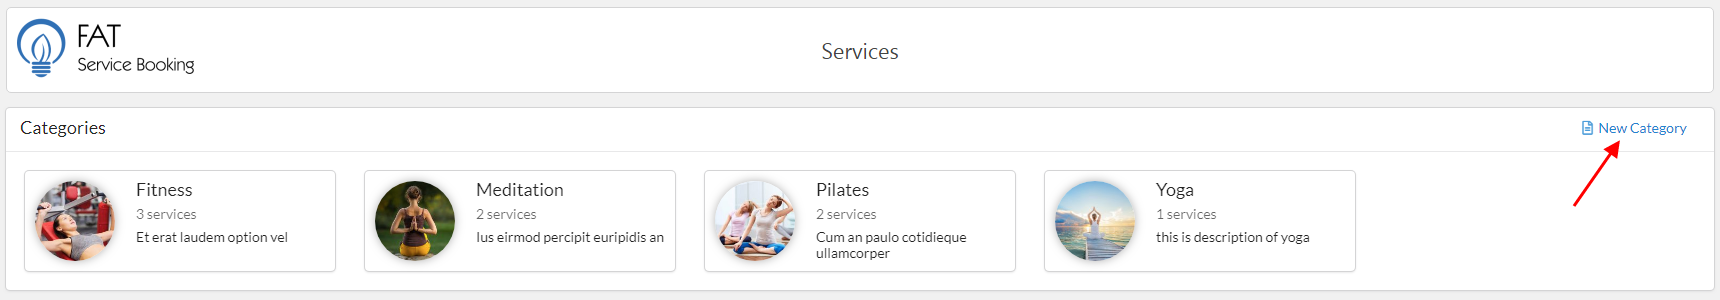 FAT
Service Booking
Services
Categories
New Category
Fitness
3 services
Et erat laudem option vel
Meditation
2 services
Ius eirmod percipit euripidis an
Pilates
2 services
Cum an paulo cotidieque
ullamcorper
Yoga
1 services
this is description of yoga